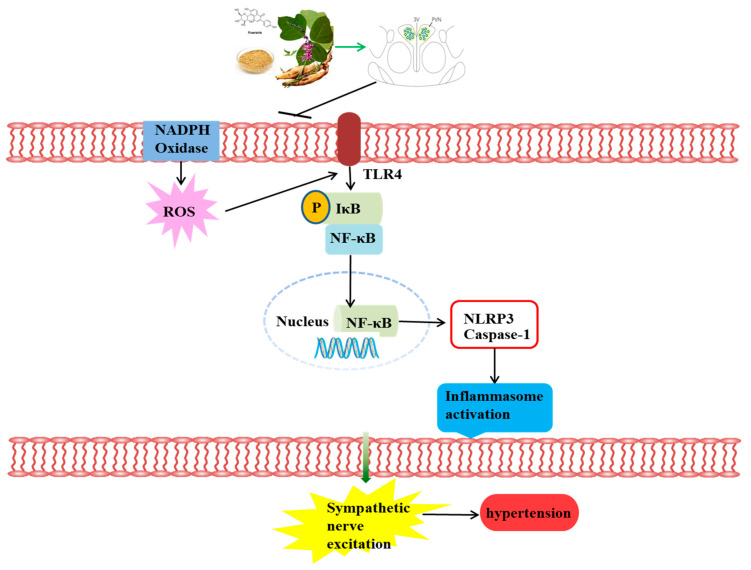 Puerarin
3V
PVN
NADPH
Oxidase
TLR4
ROS
P
IκB
NF-κB
Nucleus
NF-κB
NLRP3
Caspase-1
Inflammasome
activation
Sympathetic
nerve
excitation
hypertension